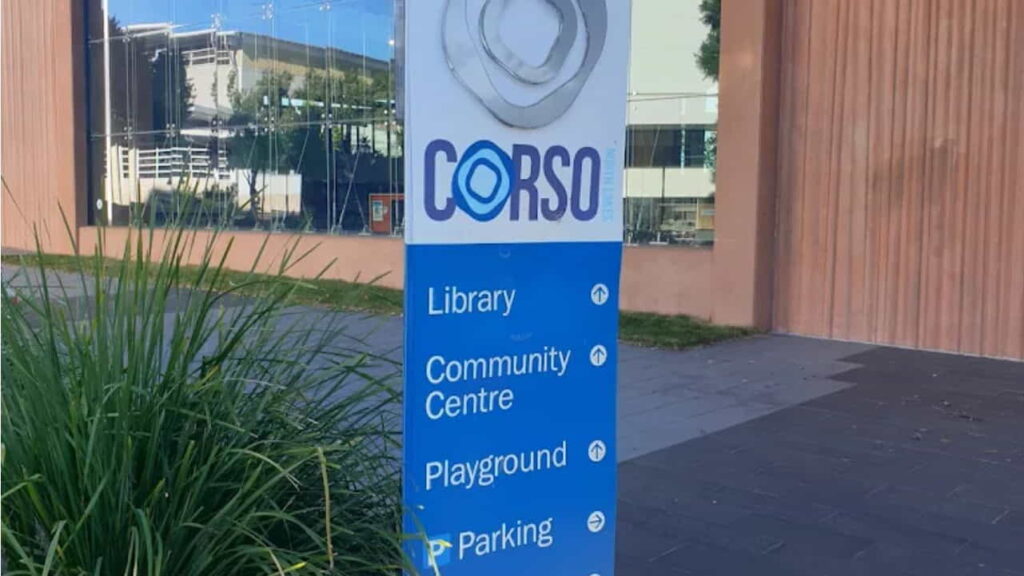 CORSO
Library
Community
Centre
Playground
P Parking